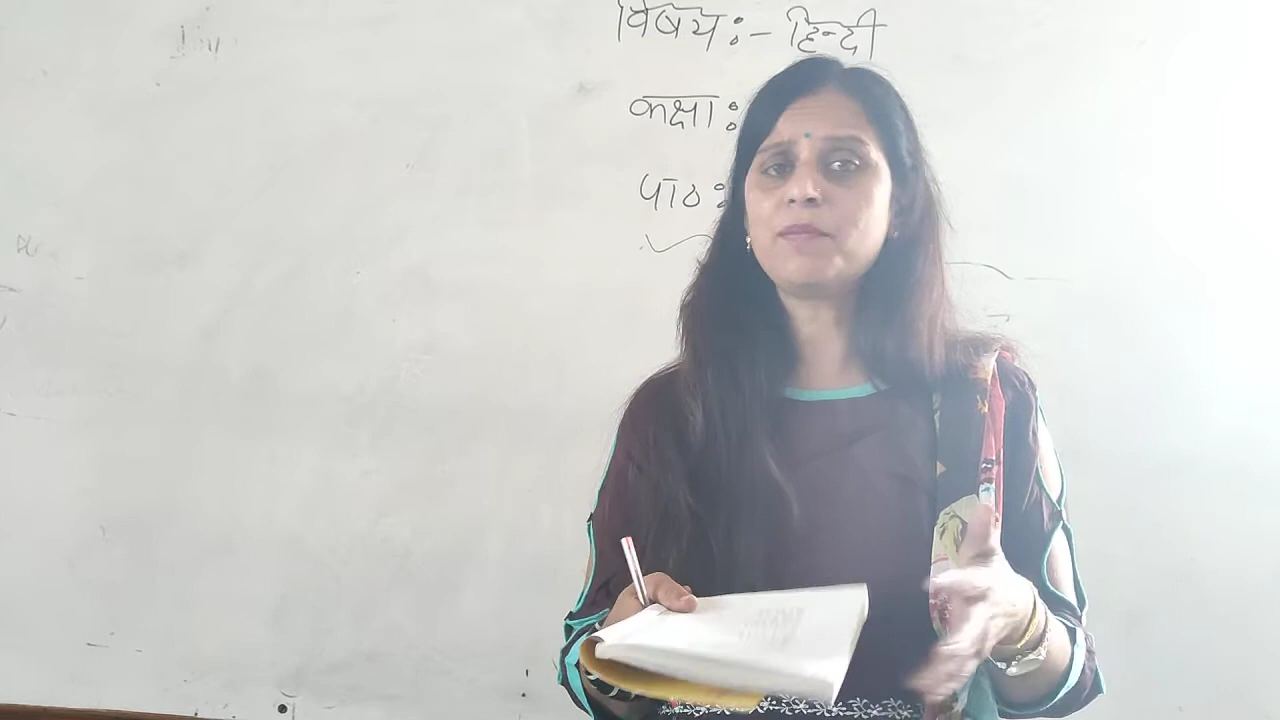 विषय :- हिन्दी
कक्षा :
पाठ :